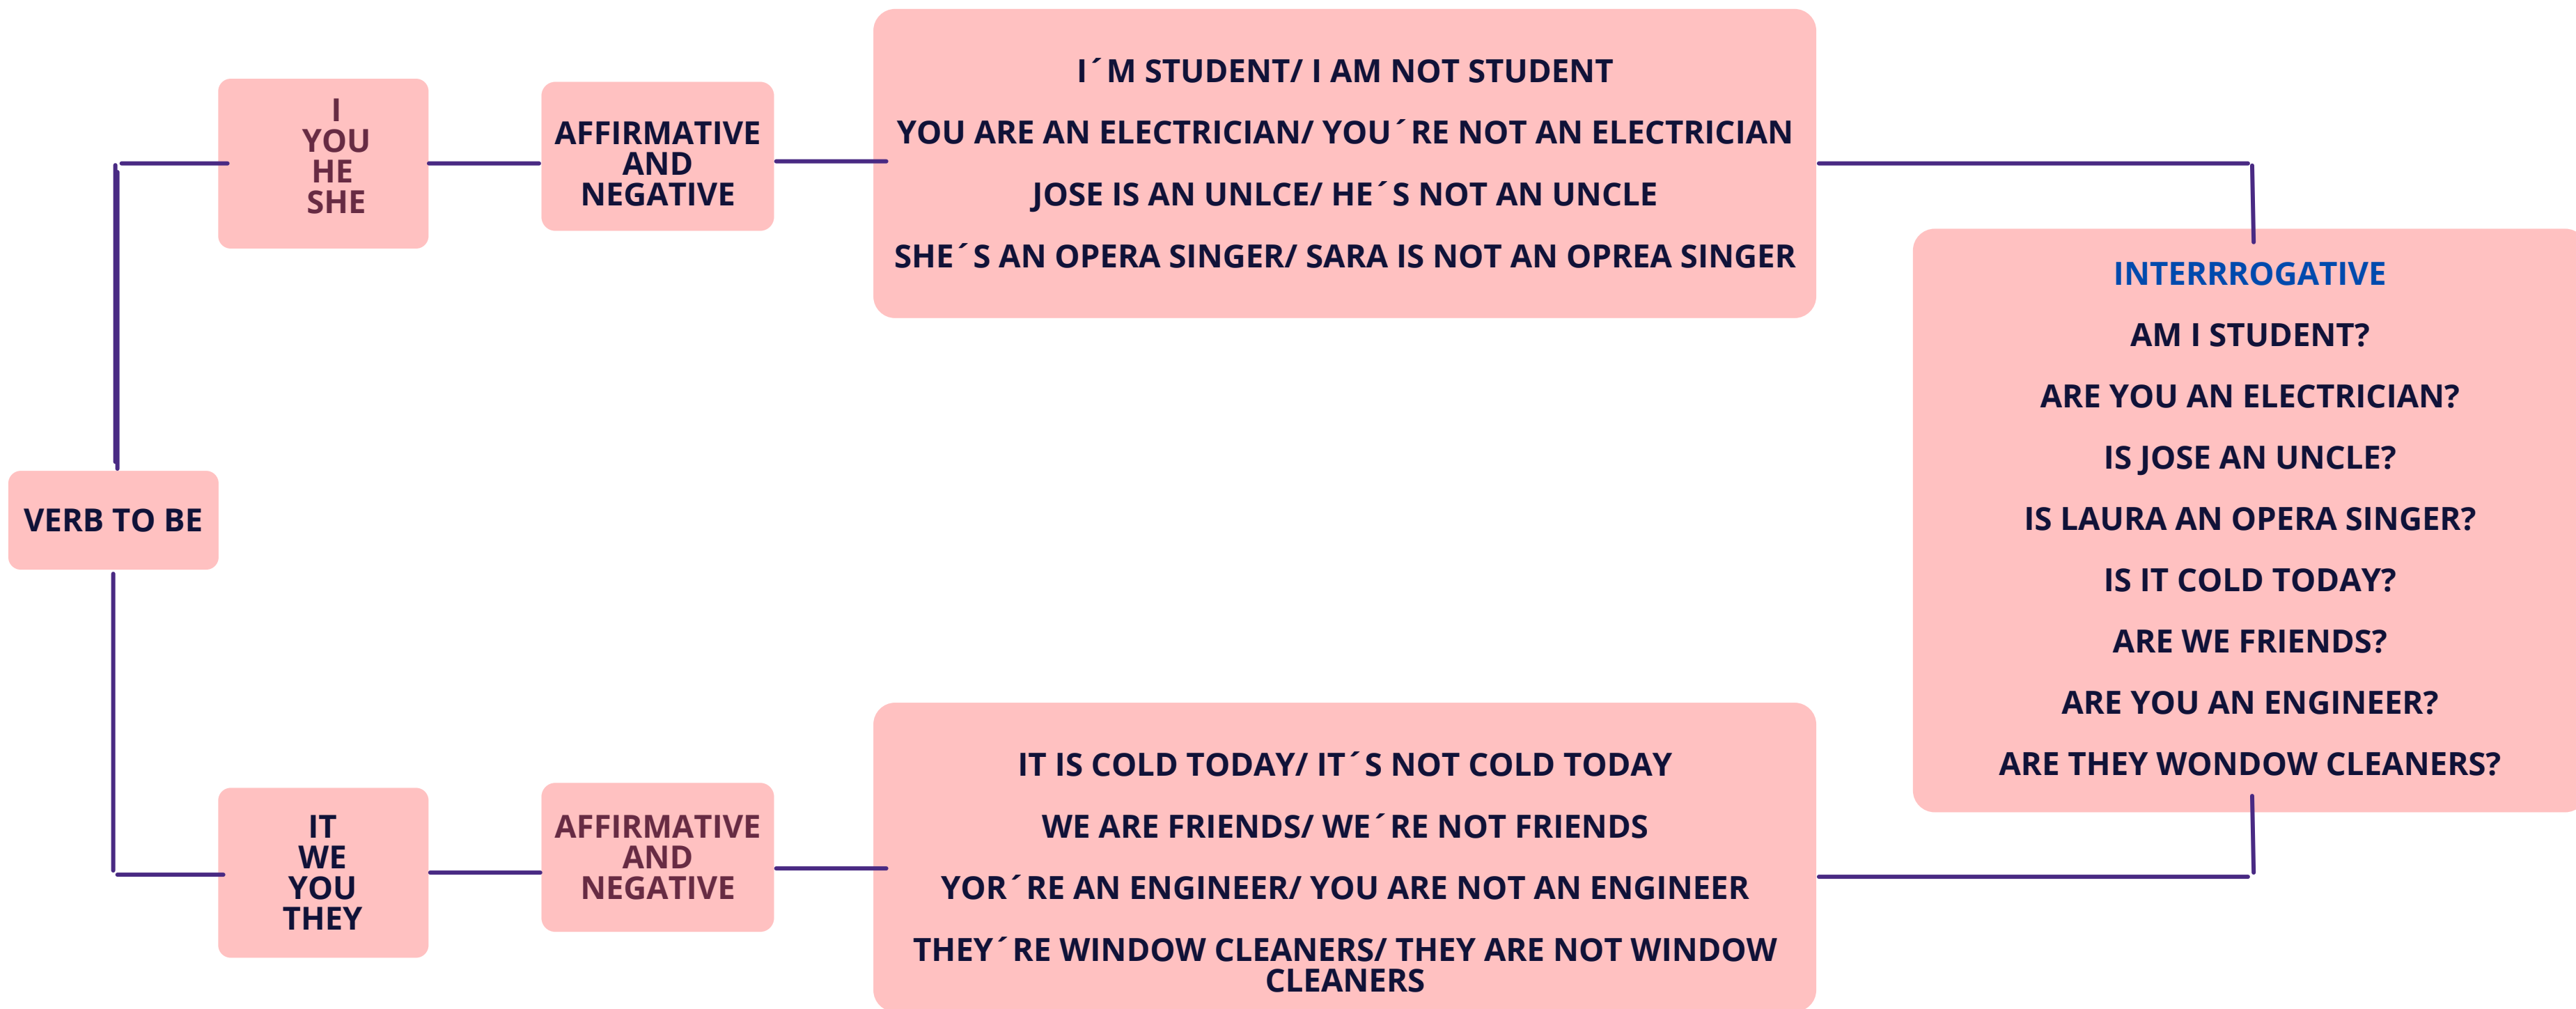 VERB TO BE
I
YOU
HE
SHE
AFFIRMATIVE
AND
NEGATIVE
I´M STUDENT/ I AM NOT STUDENT
YOU ARE AN ELECTRICIAN/ YOU´RE NOT AN ELECTRICIAN
JOSE IS AN UNLCE/ HE´S NOT AN UNCLE
SHE´S AN OPERA SINGER/ SARA IS NOT AN OPREA SINGER
IT
WE
YOU
THEY
AFFIRMATIVE
AND
NEGATIVE
IT IS COLD TODAY/ IT´S NOT COLD TODAY
WE ARE FRIENDS/ WE´RE NOT FRIENDS
YOR´RE AN ENGINEER/ YOU ARE NOT AN ENGINEER
THEY´RE WINDOW CLEANERS/ THEY ARE NOT WINDOW
CLEANERS
INTERRROGATIVE
AM I STUDENT?
ARE YOU AN ELECTRICIAN?
IS JOSE AN UNCLE?
IS LAURA AN OPERA SINGER?
IS IT COLD TODAY?
ARE WE FRIENDS?
ARE YOU AN ENGINEER?
ARE THEY WONDOW CLEANERS?